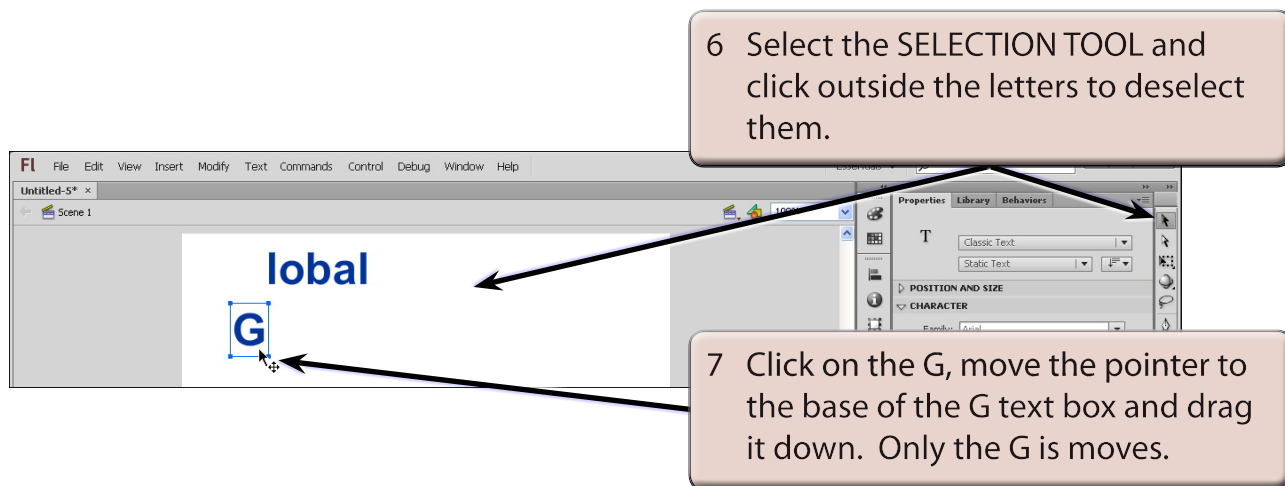 6 Select the SELECTION TOOL and
click outside the letters to deselect
them.
Fl File Edit View Insert Modify Text Commands Control Debug Window Help
Untitled-5* ×
Scene 1
Properties Library Behaviors
T Classic Text
Static Text
POSITION AND SIZE
CHARACTER
lobal
G
7 Click on the G, move the pointer to
the base of the G text box and drag
it down. Only the G is moves.